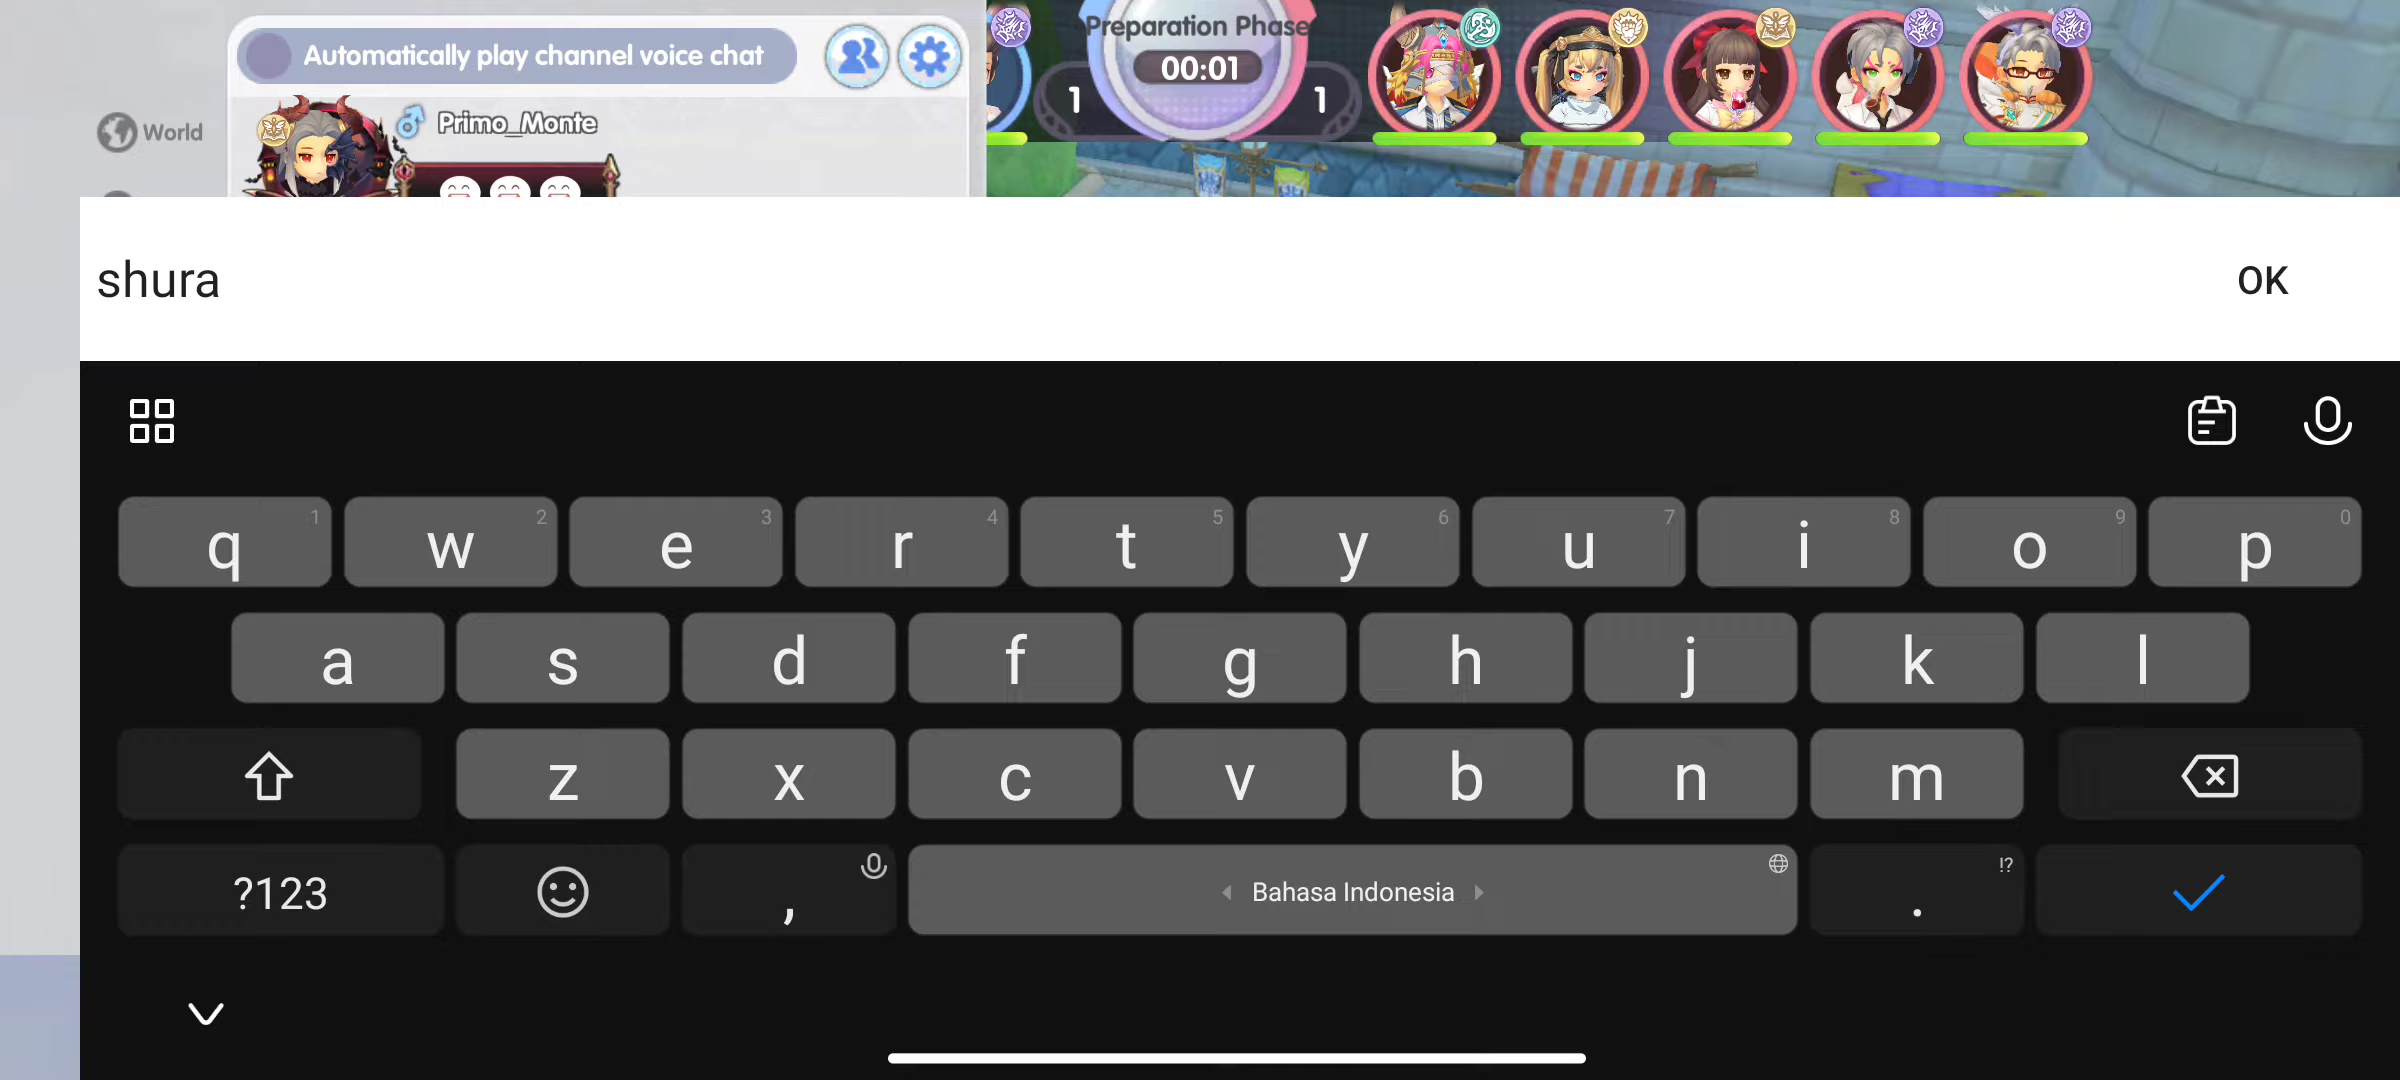 Automatically play channel voice chat
World
Primo_Monte
Preparation Phase
00:01
1
1
shura
OK
q 1 w 2 e 3 r 4 t 5 y 6 u 7 i 8 o 9 p 0
a s d f g h j k l
z x c v b n m
?123 , Bahasa Indonesia . !?